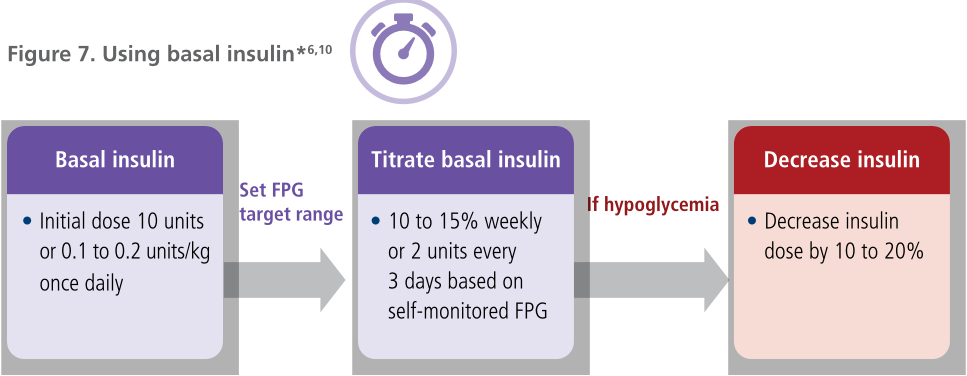 Figure 7. Using basal insulin*6,10
Basal insulin
• Initial dose 10 units
or 0.1 to 0.2 units/kg
once daily
Set FPG
target range
Titrate basal insulin
• 10 to 15% weekly
or 2 units every
3 days based on
self-monitored FPG
If hypoglycemia
Decrease insulin
• Decrease insulin
dose by 10 to 20%